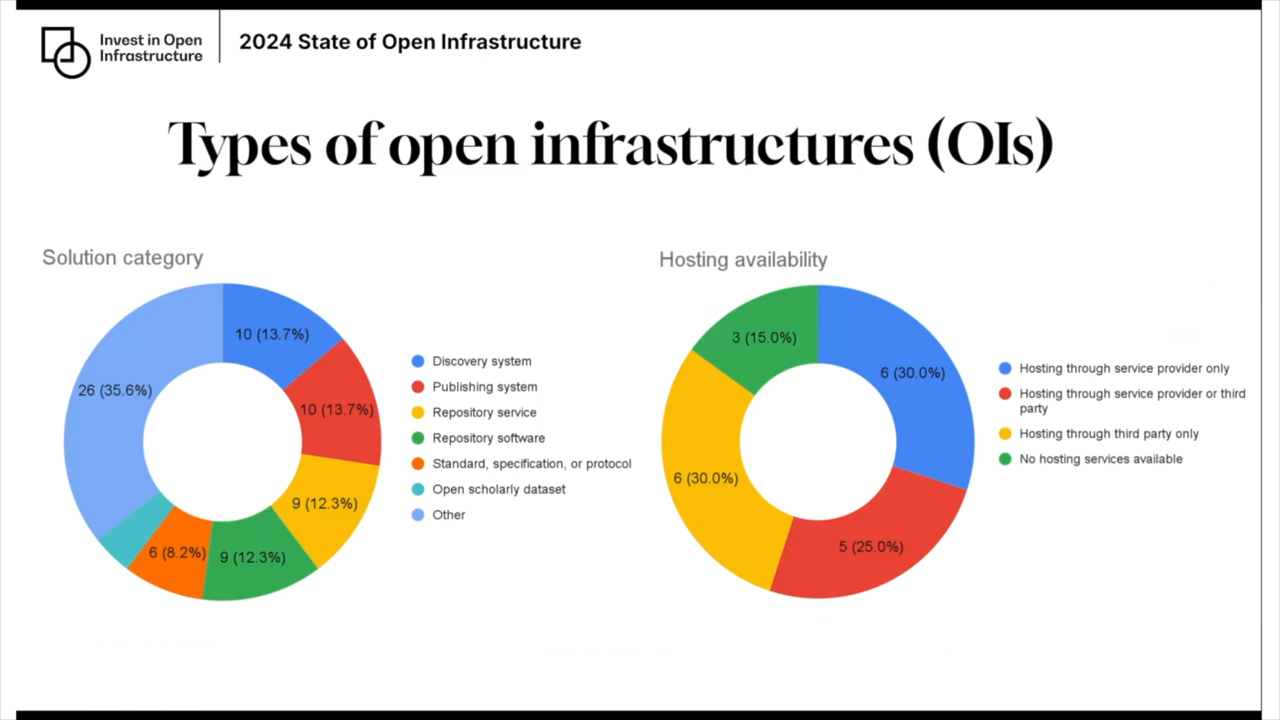 Invest in Open
Infrastructure
2024 State of Open Infrastructure
Types of open infrastructures (OIs)
Solution category
10 (13.7%)
10 (13.7%)
9 (12.3%)
9 (12.3%)
6 (8.2%)
26 (35.6%)
Discovery system
Publishing system
Repository service
Repository software
Standard, specification, or protocol
Open scholarly dataset
Other
Hosting availability
6 (30.0%)
5 (25.0%)
6 (30.0%)
3 (15.0%)
Hosting through service provider only
Hosting through service provider or third
party
Hosting through third party only
No hosting services available